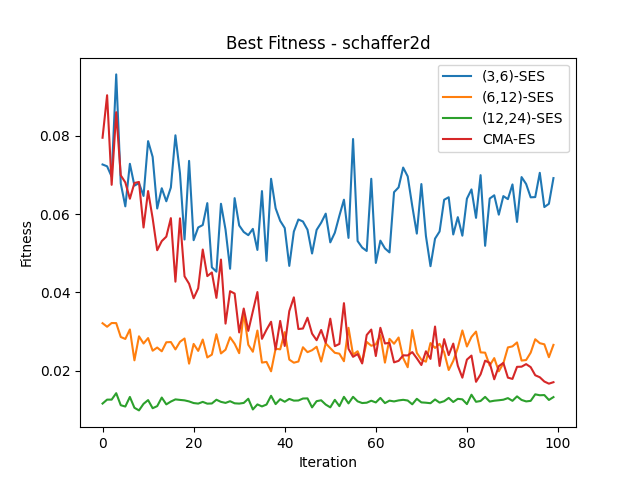 Best Fitness - schaffer2d
(3,6)-SES
(6,12)-SES
(12,24)-SES
CMA-ES
0.08
0.06
0.04
0.02
Fitness
0
20
40
60
80
100
Iteration